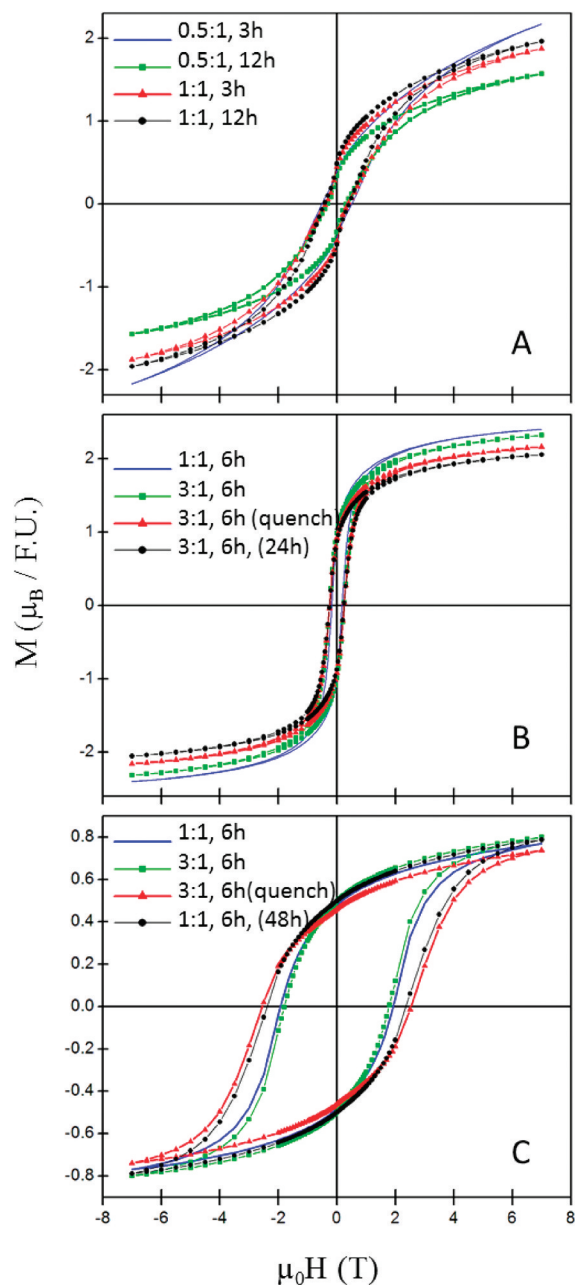 2
1
0
-1
-2
0.5:1, 3h
0.5:1, 12h
1:1, 3h
1:1, 12h
A
2
1
0
-1
-2
1:1, 6h
3:1, 6h
3:1, 6h (quench)
3:1, 6h, (24h)
B
M (μB / F.U.)
0.8
0.6
0.4
0.2
0.0
-0.2
-0.4
-0.6
-0.8
1:1, 6h
3:1, 6h
3:1, 6h(quench)
1:1, 6h, (48h)
C
-8 -6 -4 -2 0 2 4 6 8
μ0H (T)